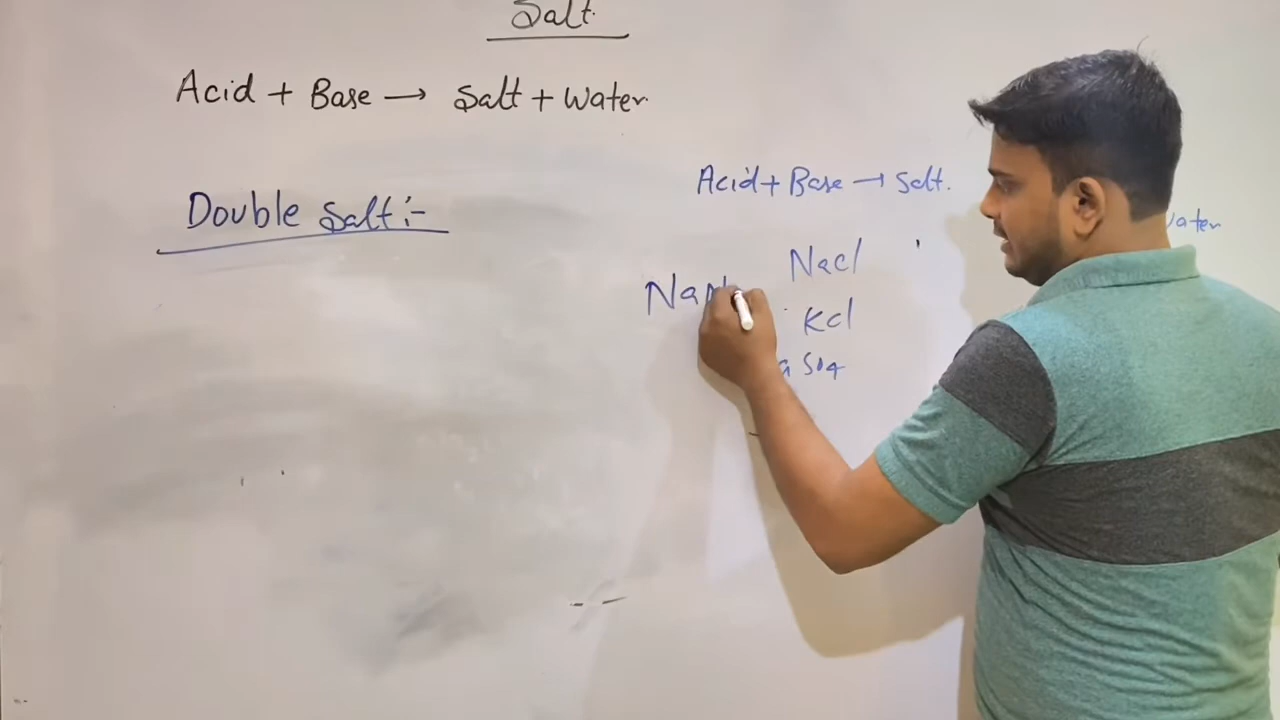 Salt.
Acid + Base → Salt + Water.
Double Salt :-
Acid + Base → Salt.
water
Nacl
Na
Kcl
SO4